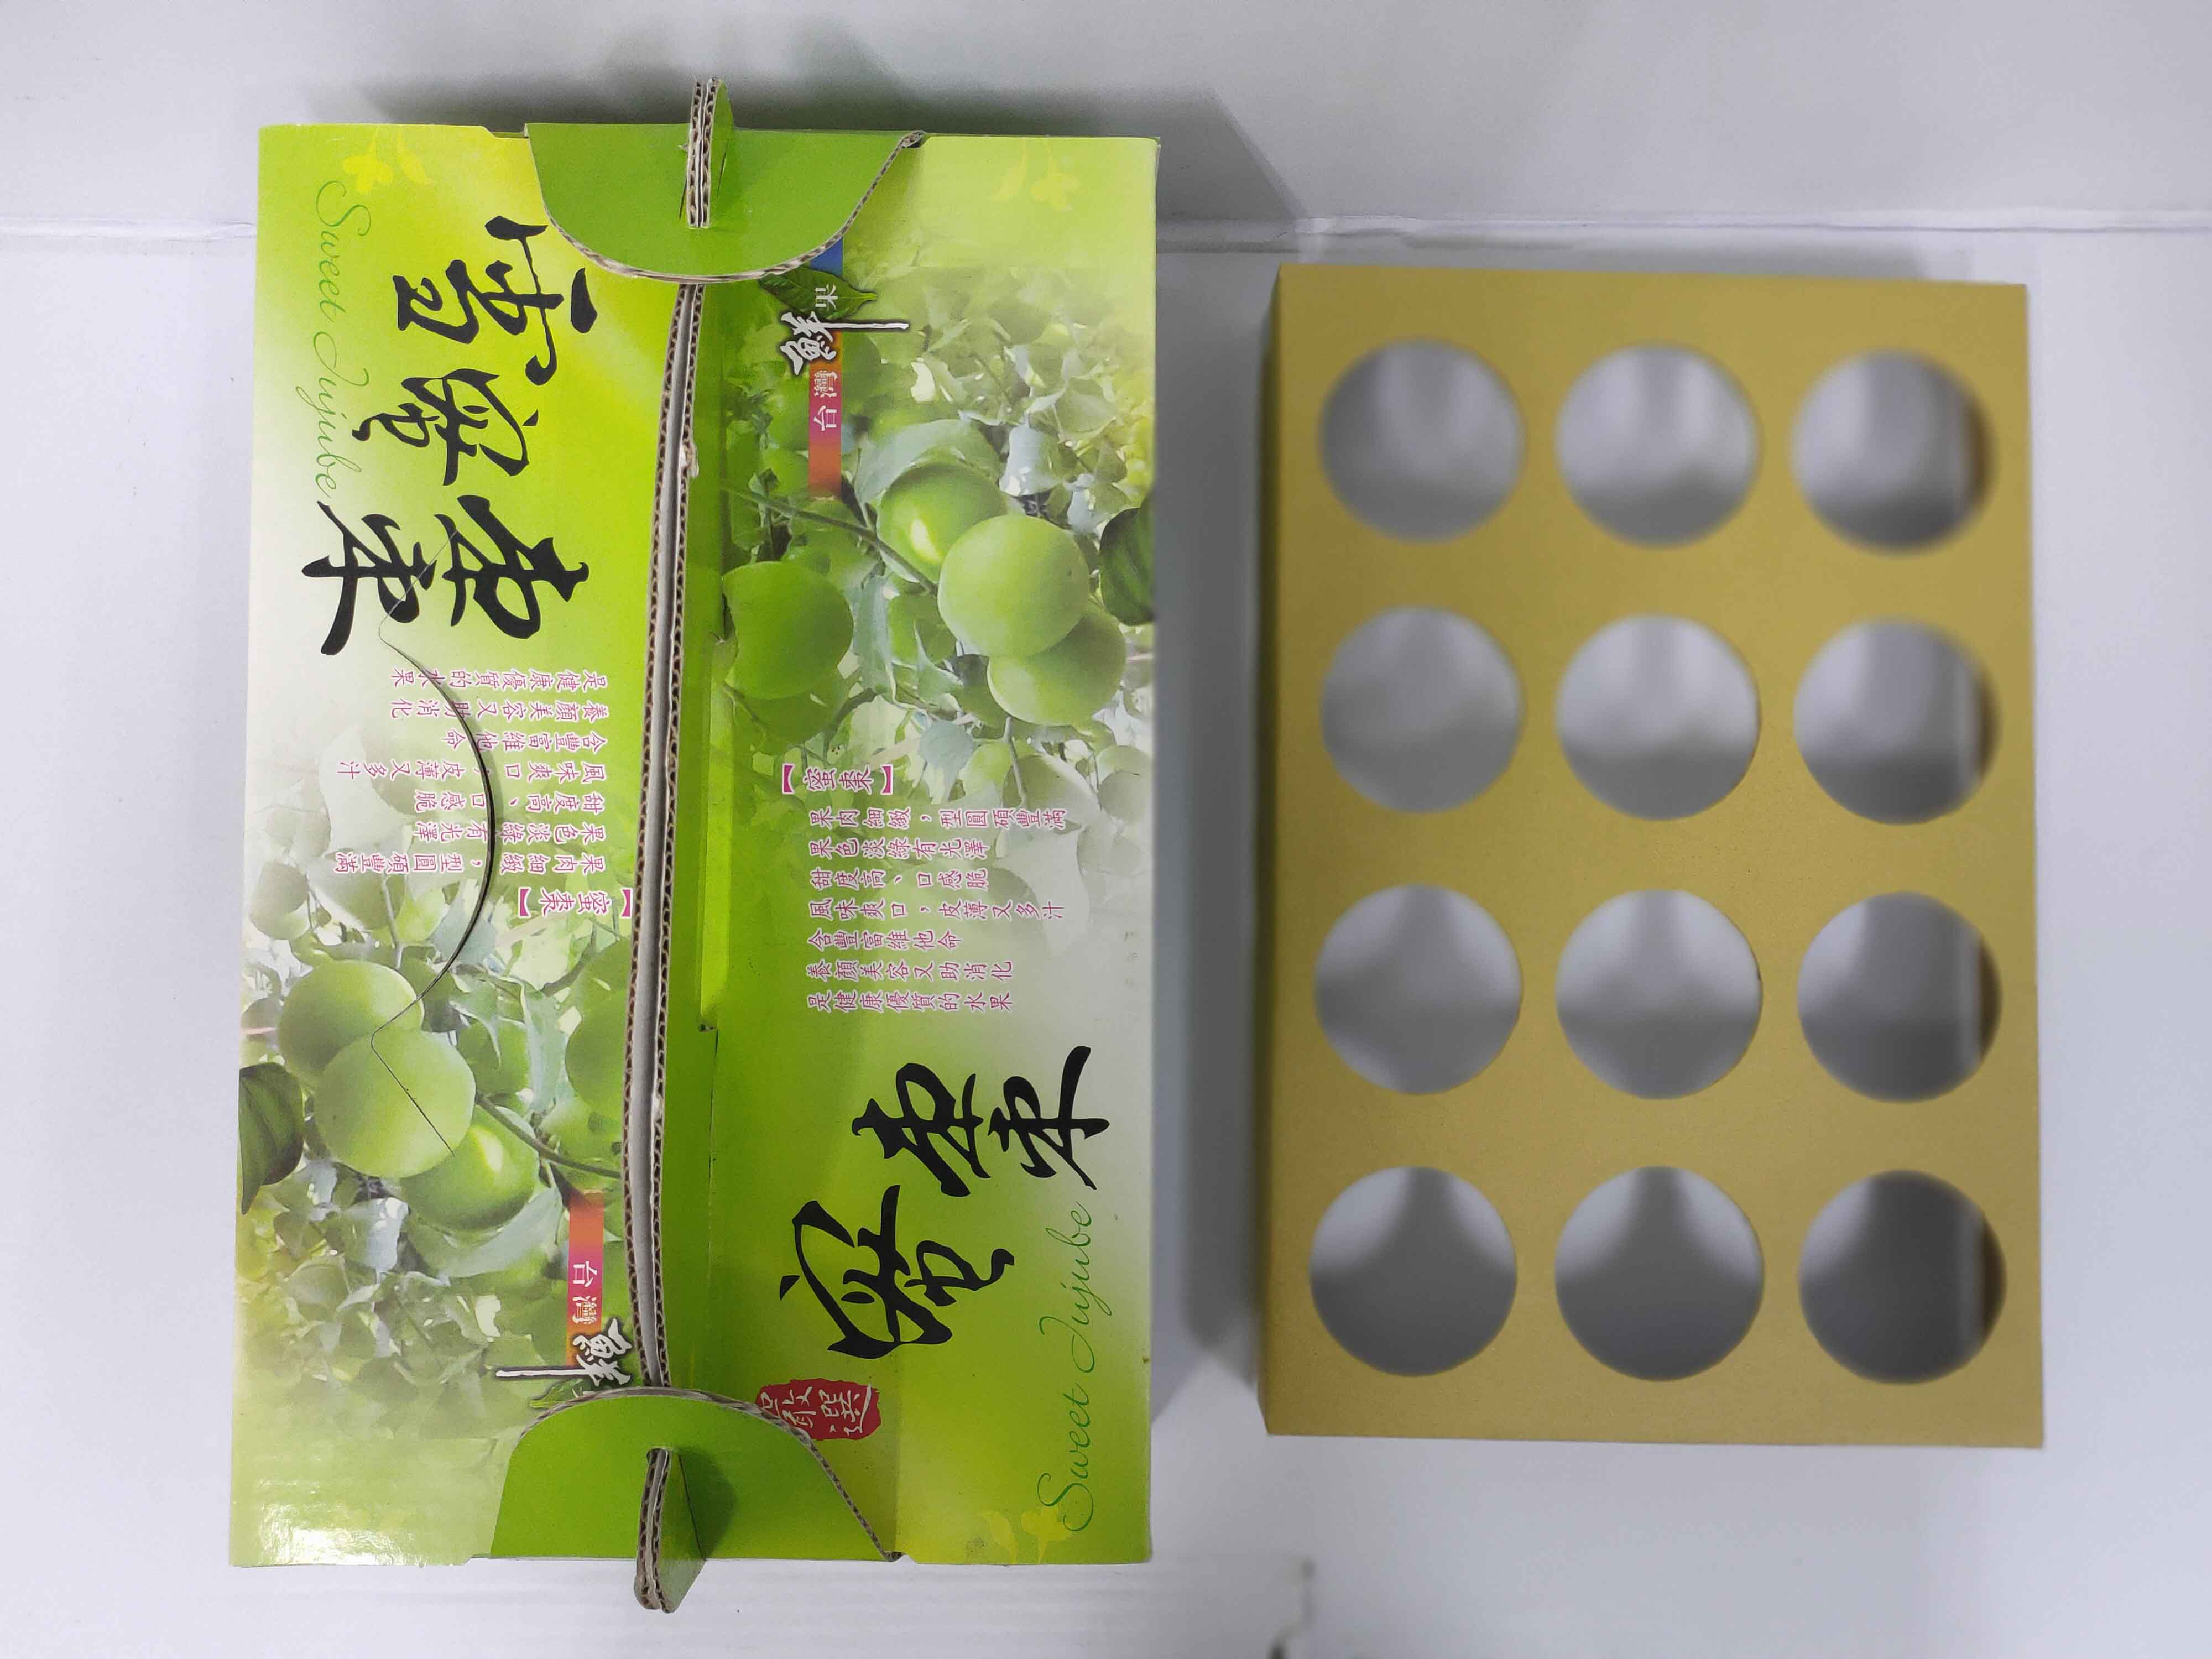 雪蜜棗
Sweet Jujube
【蜜棗】
果肉細緻，型圓碩豐滿
果色淡綠有光澤
甜度高、口感脆
風味爽口，皮薄又多汁
含豐富維他命
養顏美容又助消化
是健康優質的水果
台灣鮮
台灣鮮果
【蜜棗】
果肉細緻，型圓碩豐滿
果色淡綠有光澤
甜度高、口感脆
風味爽口，皮薄又多汁
含豐富維他命
養顏美容又助消化
是健康優質的水果
蜜棗
Sweet Jujube
嚴選